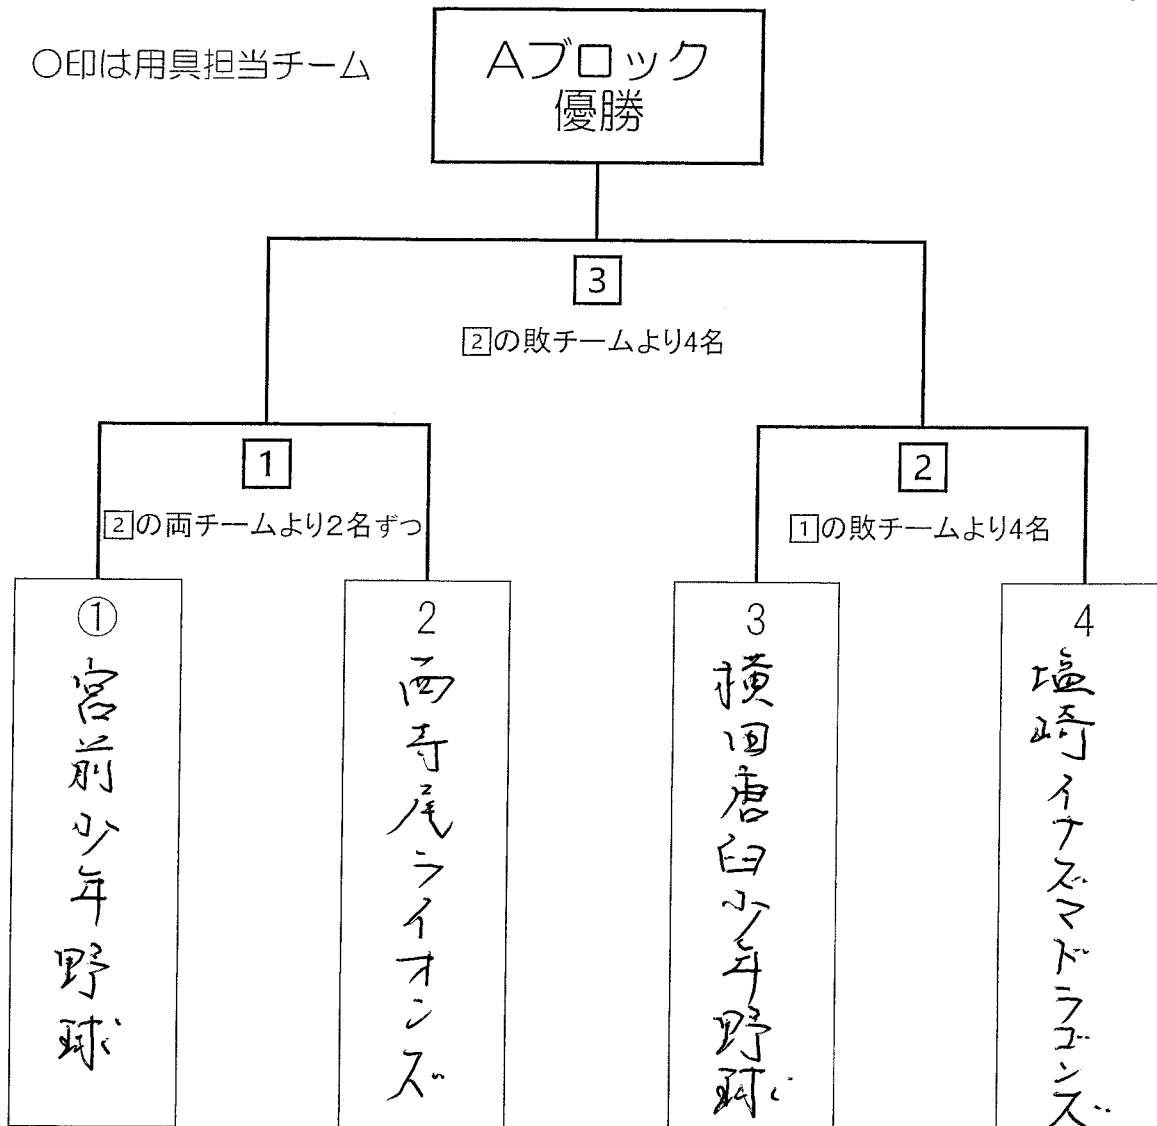 ○印は用具担当チーム
Aブロック
優勝
3
2の敗チームより4名
1
2の両チームより2名ずつ
2
1の敗チームより4名
①
宮前少年野球
2
西寺尾ライオンズ
3
横田唐臼少年野球
4
塩崎イナズマドラゴンズ